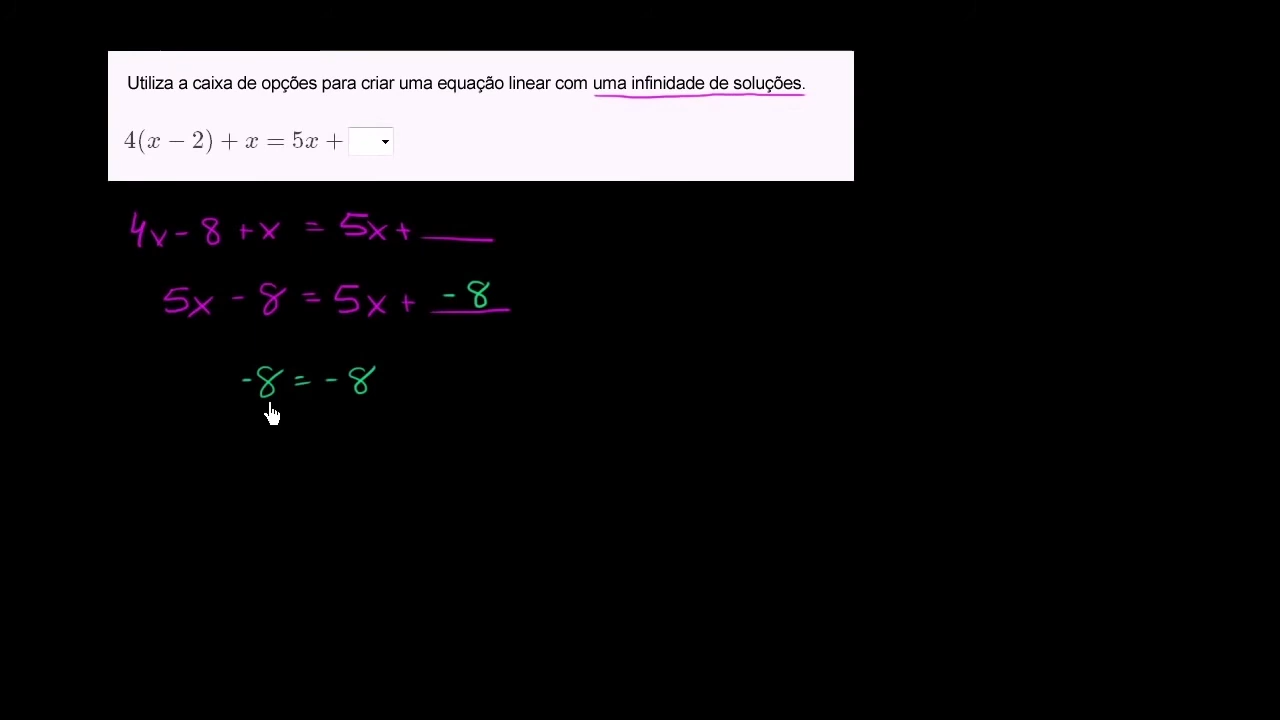 Utiliza a caixa de opções para criar uma equação linear com uma infinidade de soluções.
4(x − 2) + x = 5x +
4x - 8 + x = 5x + ___
5x - 8 = 5x + -8
-8 = -8